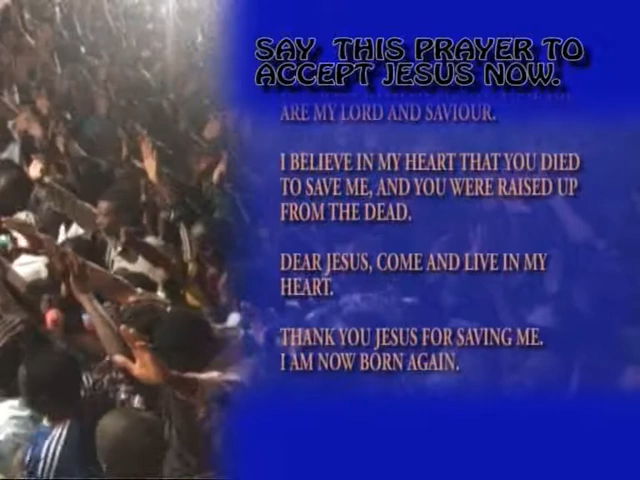 SAY THIS PRAYER TO
ACCEPT JESUS NOW.
ARE MY LORD AND SAVIOUR.
I BELIEVE IN MY HEART THAT YOU DIED
TO SAVE ME, AND YOU WERE RAISED UP
FROM THE DEAD.
DEAR JESUS, COME AND LIVE IN MY
HEART.
THANK YOU JESUS FOR SAVING ME.
I AM NOW BORN AGAIN.